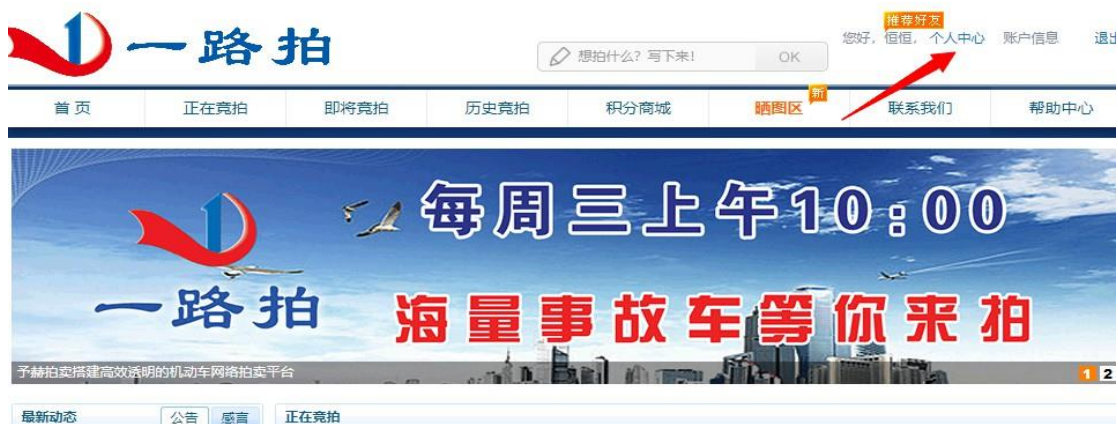 推荐好友
一路拍
想拍什么?写下来!
OK
您好,恒恒, 个人中心 账户信息 退出
新
首页 正在竞拍 即将竞拍 历史竞拍 积分商城 晒图区 联系我们 帮助中心
每周三上午10:00
一路拍
海量事故车等你来拍
予赫拍卖搭建高效透明的机动车网络拍卖平台
1 2
最新动态 公告 感言 正在竞拍